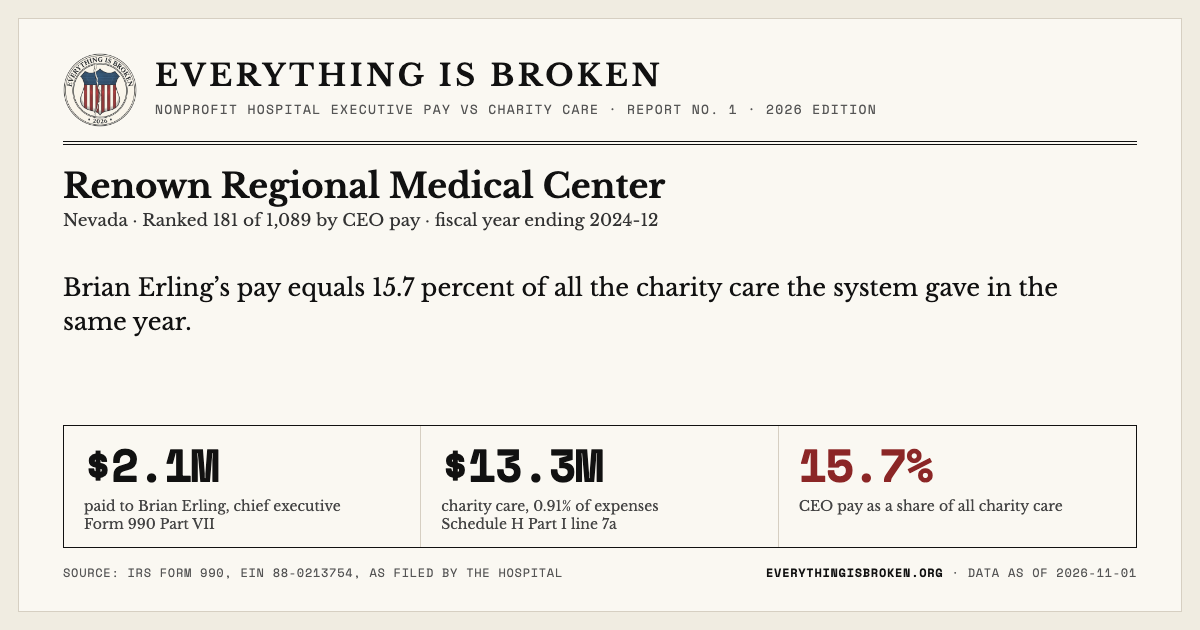 EVERYTHING IS BROKEN
2026
EVERYTHING IS BROKEN
NONPROFIT HOSPITAL EXECUTIVE PAY VS CHARITY CARE · REPORT NO. 1 · 2026 EDITION
Renown Regional Medical Center
Nevada · Ranked 181 of 1,089 by CEO pay · fiscal year ending 2024-12
Brian Erling’s pay equals 15.7 percent of all the charity care the system gave in the
same year.
$2.1M
paid to Brian Erling, chief executive
Form 990 Part VII
$13.3M
charity care, 0.91% of expenses
Schedule H Part I line 7a
15.7%
CEO pay as a share of all charity care
SOURCE: IRS FORM 990, EIN 88-0213754, AS FILED BY THE HOSPITAL
EVERYTHINGISBROKEN.ORG · DATA AS OF 2026-11-01